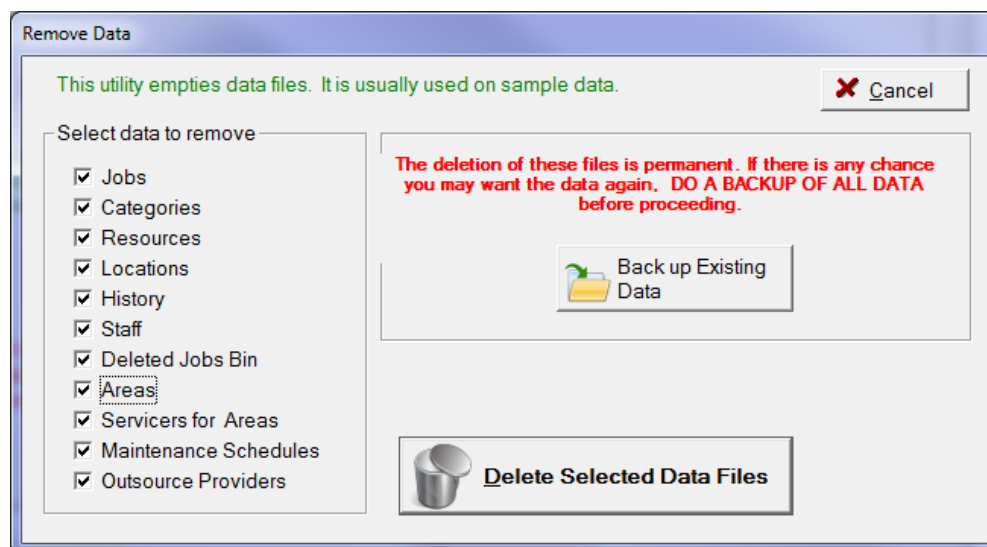 Remove Data
This utility empties data files. It is usually used on sample data.
Cancel
Select data to remove
Jobs
Categories
Resources
Locations
History
Staff
Deleted Jobs Bin
Areas
Servicers for Areas
Maintenance Schedules
Outsource Providers
The deletion of these files is permanent. If there is any chance
you may want the data again, DO A BACKUP OF ALL DATA
before proceeding.
Back up Existing
Data
Delete Selected Data Files